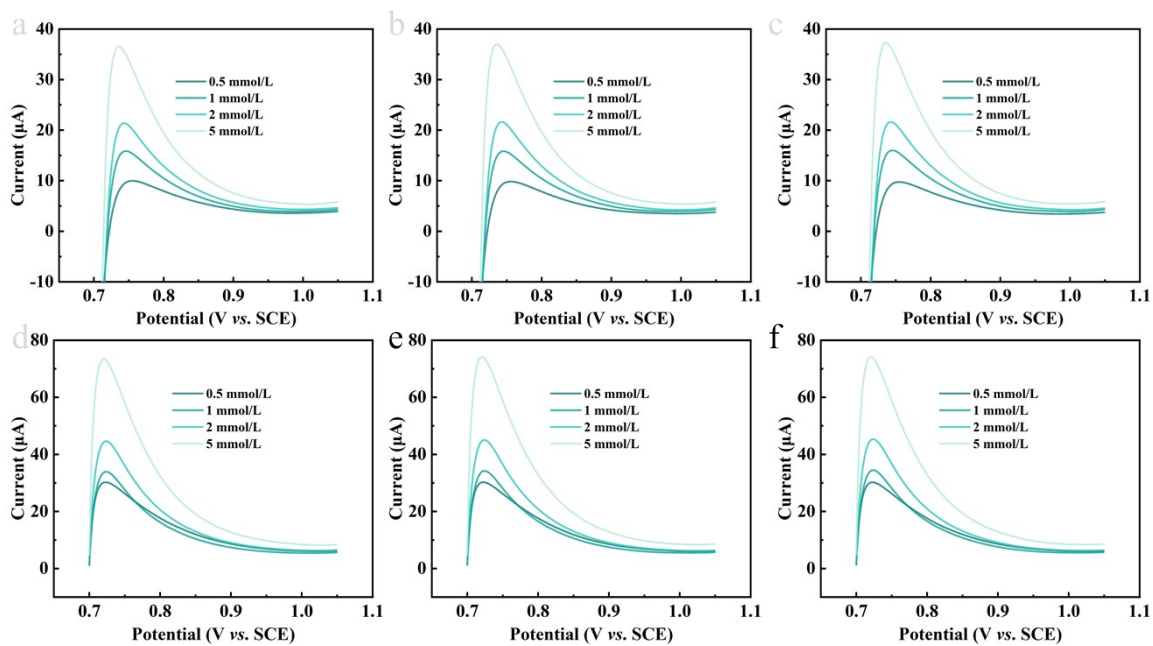 a
40
30
20
10
0
-10
Current (μA)
0.5 mmol/L
1 mmol/L
2 mmol/L
5 mmol/L
0.7 0.8 0.9 1.0 1.1
Potential (V vs. SCE)
b
40
30
20
10
0
-10
Current (μA)
0.5 mmol/L
1 mmol/L
2 mmol/L
5 mmol/L
0.7 0.8 0.9 1.0 1.1
Potential (V vs. SCE)
c
40
30
20
10
0
-10
Current (μA)
0.5 mmol/L
1 mmol/L
2 mmol/L
5 mmol/L
0.7 0.8 0.9 1.0 1.1
Potential (V vs. SCE)
d
80
60
40
20
0
Current (μA)
0.5 mmol/L
1 mmol/L
2 mmol/L
5 mmol/L
0.7 0.8 0.9 1.0 1.1
Potential (V vs. SCE)
e
80
60
40
20
0
Current (μA)
0.5 mmol/L
1 mmol/L
2 mmol/L
5 mmol/L
0.7 0.8 0.9 1.0 1.1
Potential (V vs. SCE)
f
80
60
40
20
0
Current (μA)
0.5 mmol/L
1 mmol/L
2 mmol/L
5 mmol/L
0.7 0.8 0.9 1.0 1.1
Potential (V vs. SCE)